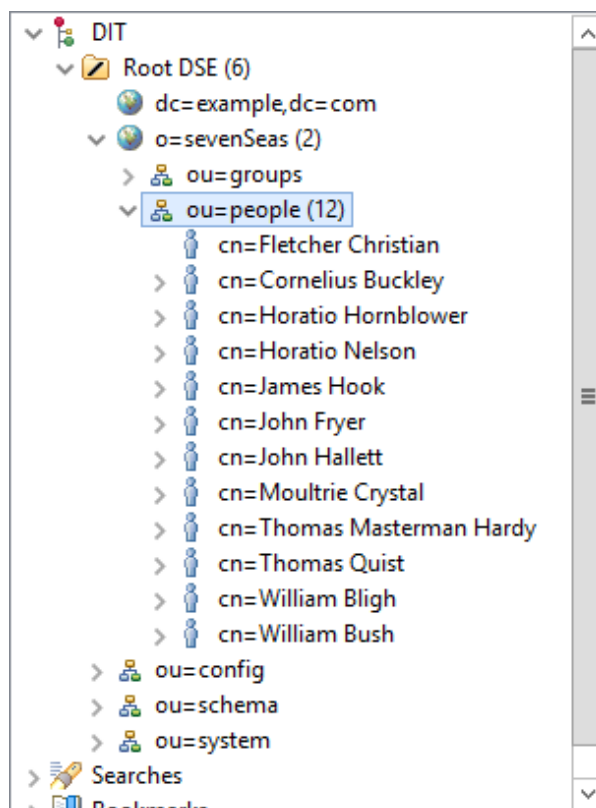 DIT
Root DSE (6)
dc=example,dc=com
o=sevenSeas (2)
ou=groups
ou=people (12)
cn=Fletcher Christian
cn=Cornelius Buckley
cn=Horatio Hornblower
cn=Horatio Nelson
cn=James Hook
cn=John Fryer
cn=John Hallett
cn=Moultrie Crystal
cn=Thomas Masterman Hardy
cn=Thomas Quist
cn=William Bligh
cn=William Bush
ou=config
ou=schema
ou=system
Searches
Bookmarks